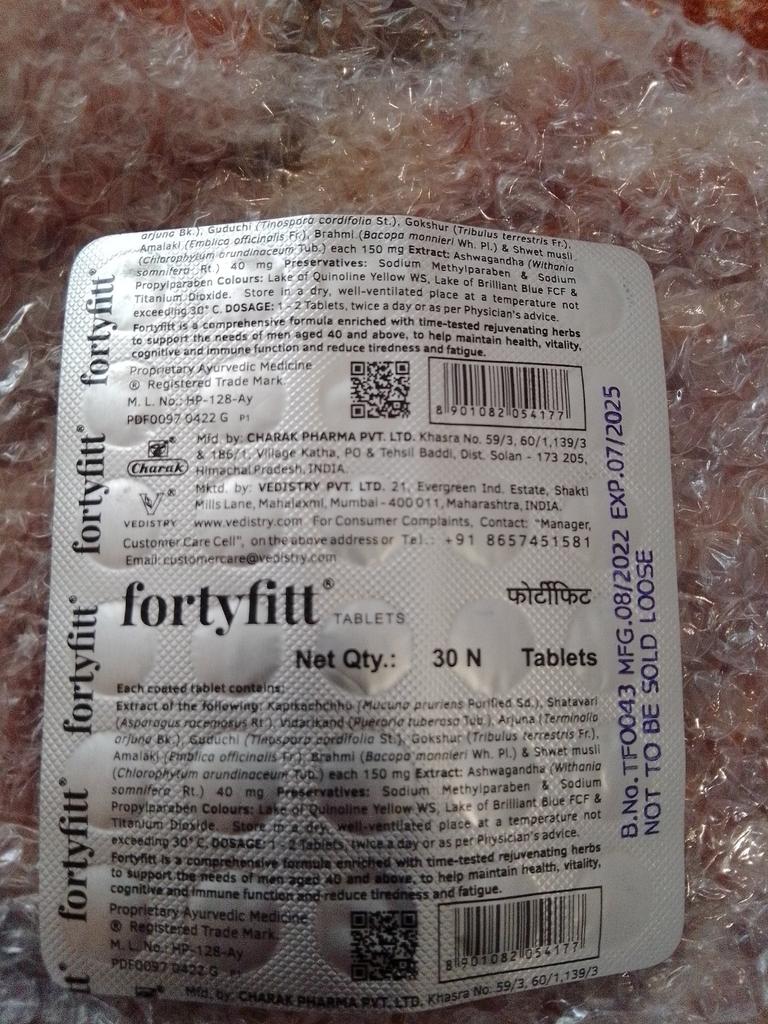 arjuna Bk.), Guduchi (Tinospora cordifolia St.), Gokshur (Tribulus terrestris Fr.),
Amalaki (Emblica officinalis Fr.), Brahmi (Bacopa monnieri Wh. Pl.) & Shwet musli
(Chlorophytum arundinaceum Tub.) each 150 mg Extract: Ashwagandha (Withania
somnifera Rt.) 40 mg Preservatives: Sodium Methylparaben & Sodium
Propylparaben Colours: Lake of Quinoline Yellow WS, Lake of Brilliant Blue FCF &
Titanium Dioxide. Store in a dry, well-ventilated place at a temperature not
exceeding 30° C. DOSAGE: 1 - 2 Tablets, twice a day or as per Physician's advice.
Fortyfitt is a comprehensive formula enriched with time-tested rejuvenating herbs
to support the needs of men aged 40 and above, to help maintain health, vitality,
cognitive and immune function and reduce tiredness and fatigue.
Proprietary Ayurvedic Medicine
® Registered Trade Mark.
M. L. No.: HP-128-Ay
PDF0097 0422 G P1
8 901082 054177
Mfd. by: CHARAK PHARMA PVT. LTD. Khasra No. 59/3, 60/1,139/3
& 186/1, Village Katha, PO & Tehsil Baddi, Dist. Solan - 173 205,
Himachal Pradesh, INDIA.
Charak®
Mktd. by: VEDISTRY PVT. LTD. 21, Evergreen Ind. Estate, Shakti
Mills Lane, Mahalaxmi, Mumbai - 400 011, Maharashtra, INDIA.
V®
VEDISTRY www.vedistry.com For Consumer Complaints, Contact: "Manager,
Customer Care Cell", on the above address or Tel.: +91 8657451581
Email: customercare@vedistry.com
fortyfitt® TABLETS
फोर्टीफिट
Net Qty.: 30 N Tablets
Each coated tablet contains:
Extract of the following: Kapikachchhu (Mucuna pruriens Purified Sd.), Shatavari
(Asparagus racemosus Rt.), Vidarikand (Pueraria tuberosa Tub.), Arjuna (Terminalia
arjuna Bk.), Guduchi (Tinospora cordifolia St.), Gokshur (Tribulus terrestris Fr.),
Amalaki (Emblica officinalis Fr.), Brahmi (Bacopa monnieri Wh. Pl.) & Shwet musli
(Chlorophytum arundinaceum Tub.) each 150 mg Extract: Ashwagandha (Withania
somnifera Rt.) 40 mg Preservatives: Sodium Methylparaben & Sodium
Propylparaben Colours: Lake of Quinoline Yellow WS, Lake of Brilliant Blue FCF &
Titanium Dioxide. Store in a dry, well-ventilated place at a temperature not
exceeding 30° C. DOSAGE: 1 - 2 Tablets, twice a day or as per Physician's advice.
Fortyfitt is a comprehensive formula enriched with time-tested rejuvenating herbs
to support the needs of men aged 40 and above, to help maintain health, vitality,
cognitive and immune function and reduce tiredness and fatigue.
Proprietary Ayurvedic Medicine
® Registered Trade Mark.
M. L. No.: HP-128-Ay
PDF0097 0422 G P1
8 901082 054177
Mfd. by: CHARAK PHARMA PVT. LTD. Khasra No. 59/3, 60/1,139/3
fortyfitt®
fortyfitt®
fortyfitt®
fortyfitt®
B.No.TF0043 MFG.08/2022 EXP.07/2025
NOT TO BE SOLD LOOSE